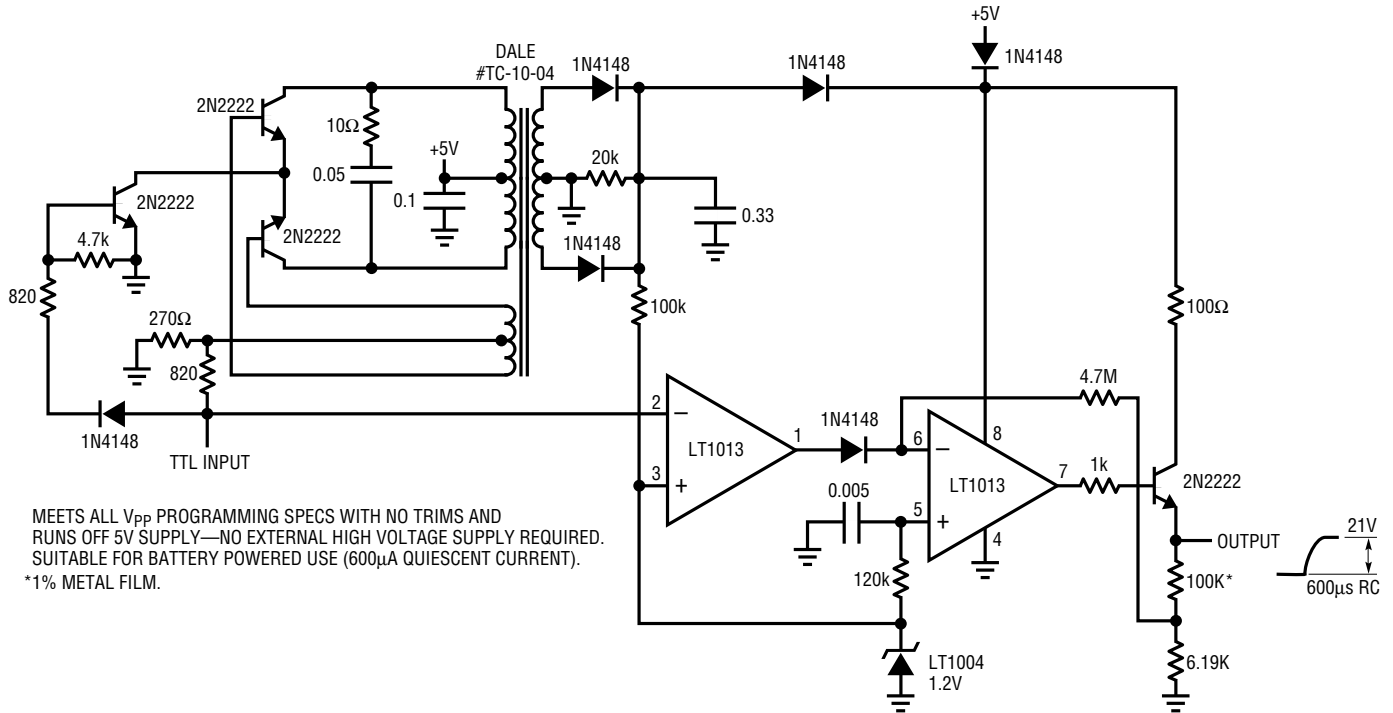 +5V
1N4148
DALE
#TC-10-04
1N4148
1N4148
2N2222
10Ω
0.05
+5V
0.1
20k
0.33
2N2222
4.7k
2N2222
1N4148
820
270Ω
820
100k
100Ω
4.7M
1N4148
TTL INPUT
2
3
1
LT1013
1N4148
6
5
8
7
4
LT1013
1k
2N2222
0.005
120k
OUTPUT
21V
600µs RC
100K*
6.19K
LT1004
1.2V
MEETS ALL VPP PROGRAMMING SPECS WITH NO TRIMS AND
RUNS OFF 5V SUPPLY—NO EXTERNAL HIGH VOLTAGE SUPPLY REQUIRED.
SUITABLE FOR BATTERY POWERED USE (600µA QUIESCENT CURRENT).
*1% METAL FILM.